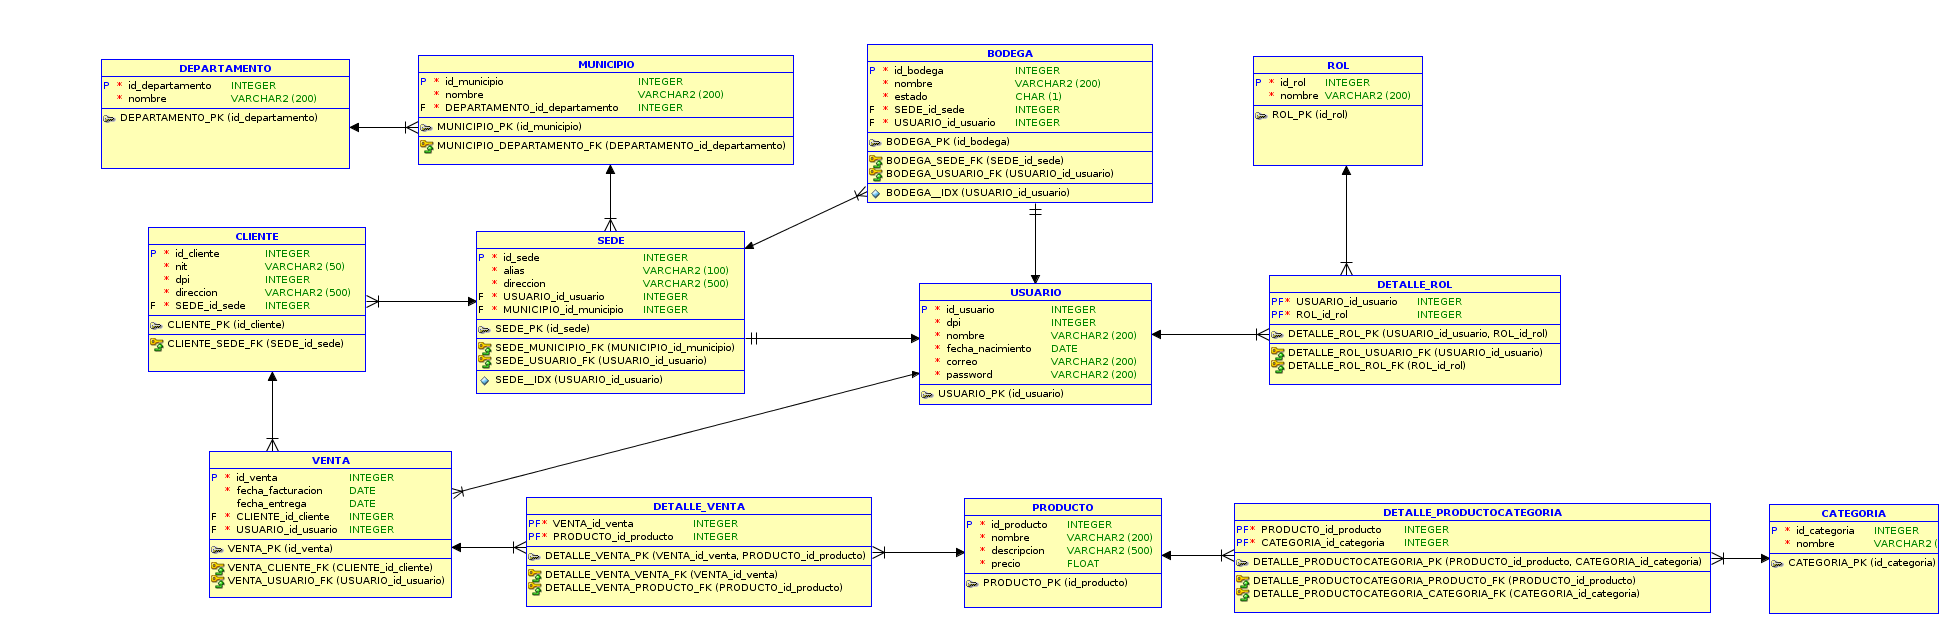 DEPARTAMENTO
P * id_departamento INTEGER
* nombre VARCHAR2 (200)
DEPARTAMENTO_PK (id_departamento)
MUNICIPIO
P * id_municipio INTEGER
* nombre VARCHAR2 (200)
F * DEPARTAMENTO_id_departamento INTEGER
MUNICIPIO_PK (id_municipio)
MUNICIPIO_DEPARTAMENTO_FK (DEPARTAMENTO_id_departamento)
BODEGA
P * id_bodega INTEGER
* nombre VARCHAR2 (200)
* estado CHAR (1)
F * SEDE_id_sede INTEGER
F * USUARIO_id_usuario INTEGER
BODEGA_PK (id_bodega)
BODEGA_SEDE_FK (SEDE_id_sede)
BODEGA_USUARIO_FK (USUARIO_id_usuario)
BODEGA__IDX (USUARIO_id_usuario)
ROL
P * id_rol INTEGER
* nombre VARCHAR2 (200)
ROL_PK (id_rol)
CLIENTE
P * id_cliente INTEGER
* nit VARCHAR2 (50)
* dpi INTEGER
* direccion VARCHAR2 (500)
F * SEDE_id_sede INTEGER
CLIENTE_PK (id_cliente)
CLIENTE_SEDE_FK (SEDE_id_sede)
SEDE
P * id_sede INTEGER
* alias VARCHAR2 (100)
* direccion VARCHAR2 (500)
F * USUARIO_id_usuario INTEGER
F * MUNICIPIO_id_municipio INTEGER
SEDE_PK (id_sede)
SEDE_MUNICIPIO_FK (MUNICIPIO_id_municipio)
SEDE_USUARIO_FK (USUARIO_id_usuario)
SEDE__IDX (USUARIO_id_usuario)
USUARIO
P * id_usuario INTEGER
* dpi INTEGER
* nombre VARCHAR2 (200)
* fecha_nacimiento DATE
* correo VARCHAR2 (200)
* password VARCHAR2 (200)
USUARIO_PK (id_usuario)
DETALLE_ROL
PF* USUARIO_id_usuario INTEGER
PF* ROL_id_rol INTEGER
DETALLE_ROL_PK (USUARIO_id_usuario, ROL_id_rol)
DETALLE_ROL_USUARIO_FK (USUARIO_id_usuario)
DETALLE_ROL_ROL_FK (ROL_id_rol)
VENTA
P * id_venta INTEGER
* fecha_facturacion DATE
fecha_entrega DATE
F * CLIENTE_id_cliente INTEGER
F * USUARIO_id_usuario INTEGER
VENTA_PK (id_venta)
VENTA_CLIENTE_FK (CLIENTE_id_cliente)
VENTA_USUARIO_FK (USUARIO_id_usuario)
DETALLE_VENTA
PF* VENTA_id_venta INTEGER
PF* PRODUCTO_id_producto INTEGER
DETALLE_VENTA_PK (VENTA_id_venta, PRODUCTO_id_producto)
DETALLE_VENTA_VENTA_FK (VENTA_id_venta)
DETALLE_VENTA_PRODUCTO_FK (PRODUCTO_id_producto)
PRODUCTO
P * id_producto INTEGER
* nombre VARCHAR2 (200)
* descripcion VARCHAR2 (500)
* precio FLOAT
PRODUCTO_PK (id_producto)
DETALLE_PRODUCTOCATEGORIA
PF* PRODUCTO_id_producto INTEGER
PF* CATEGORIA_id_categoria INTEGER
DETALLE_PRODUCTOCATEGORIA_PK (PRODUCTO_id_producto, CATEGORIA_id_categoria)
DETALLE_PRODUCTOCATEGORIA_PRODUCTO_FK (PRODUCTO_id_producto)
DETALLE_PRODUCTOCATEGORIA_CATEGORIA_FK (CATEGORIA_id_categoria)
CATEGORIA
P * id_categoria INTEGER
* nombre VARCHAR2 (
CATEGORIA_PK (id_categoria)